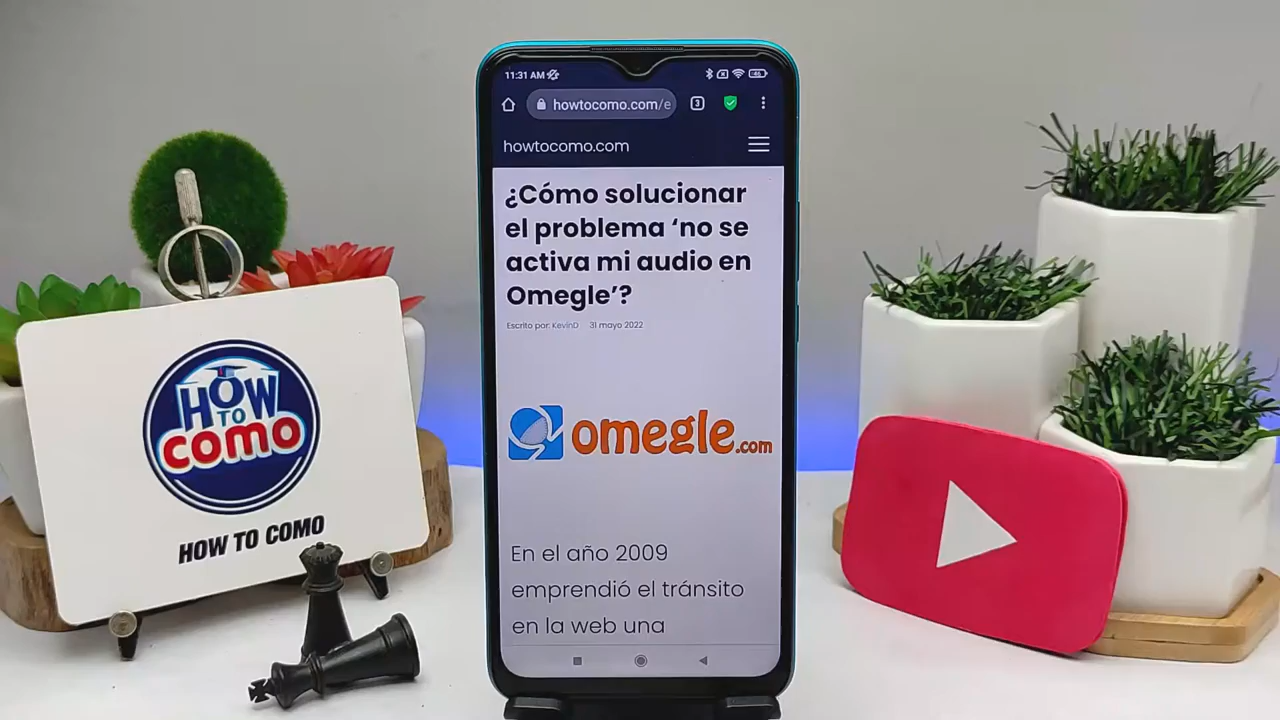 11:31 AM
howtocomo.com/e
3
howtocomo.com
¿Cómo solucionar
el problema ‘no se
activa mi audio en
Omegle’?
Escrito por: KevinD 31 mayo 2022
omegle.com
En el año 2009
emprendió el tránsito
en la web una
HOW
TO
como
HOW TO COMO